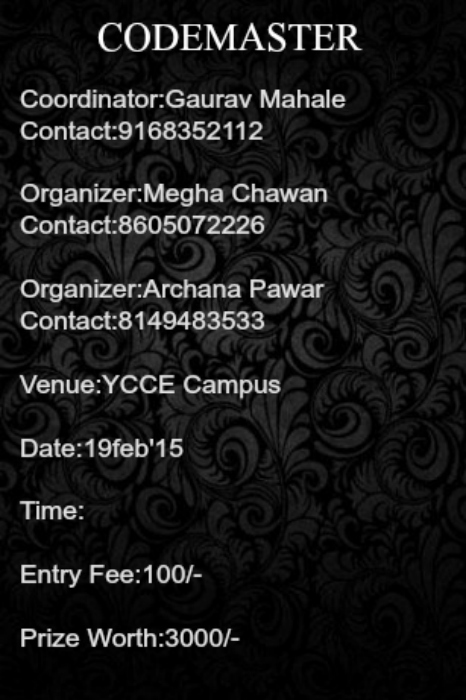 CODEMASTER
Coordinator:Gaurav Mahale
Contact:9168352112
Organizer:Megha Chawan
Contact:8605072226
Organizer:Archana Pawar
Contact:8149483533
Venue:YCCE Campus
Date:19feb'15
Time:
Entry Fee:100/-
Prize Worth:3000/-